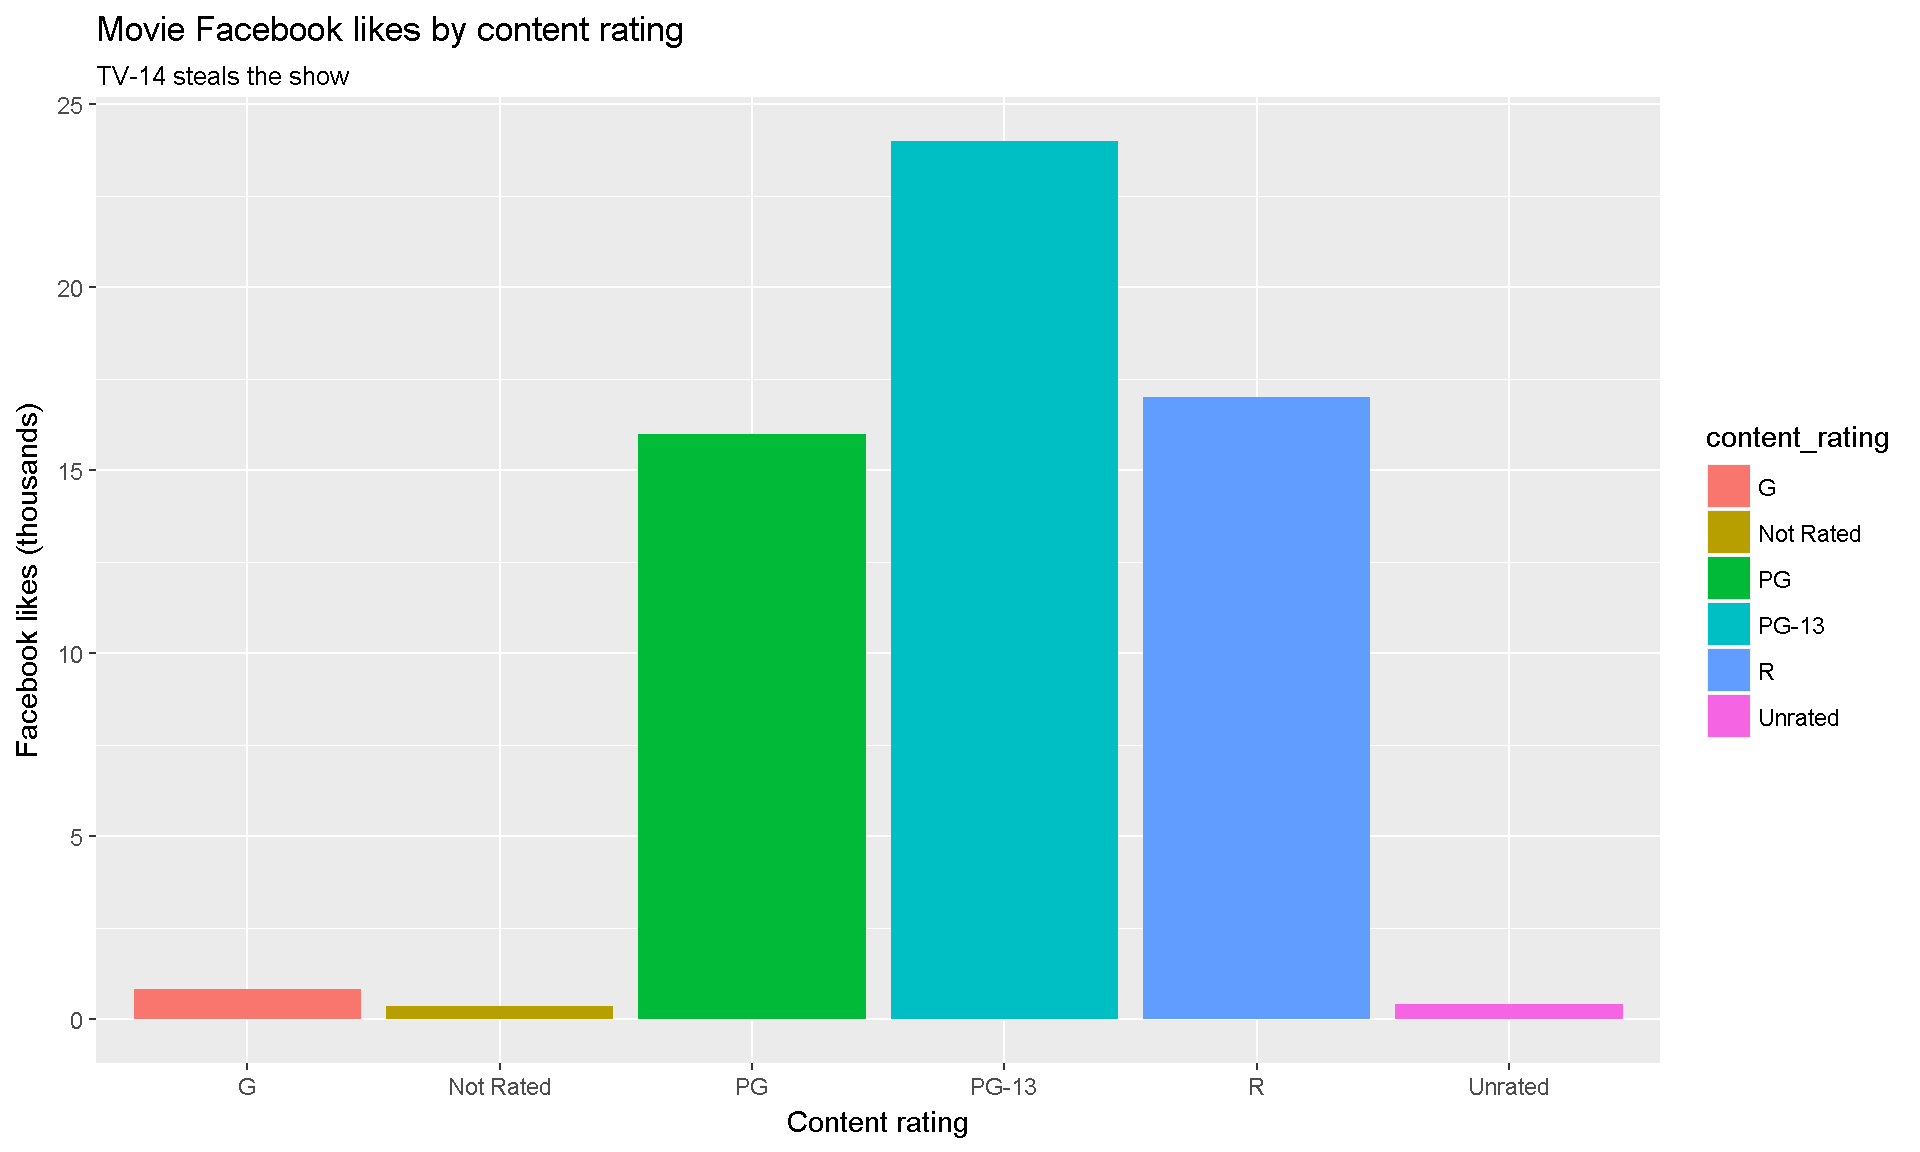 Movie Facebook likes by content rating
TV-14 steals the show
25
20
15
10
5
0
Facebook likes (thousands)
G
Not Rated
PG
PG-13
R
Unrated
Content rating
content_rating
G
Not Rated
PG
PG-13
R
Unrated